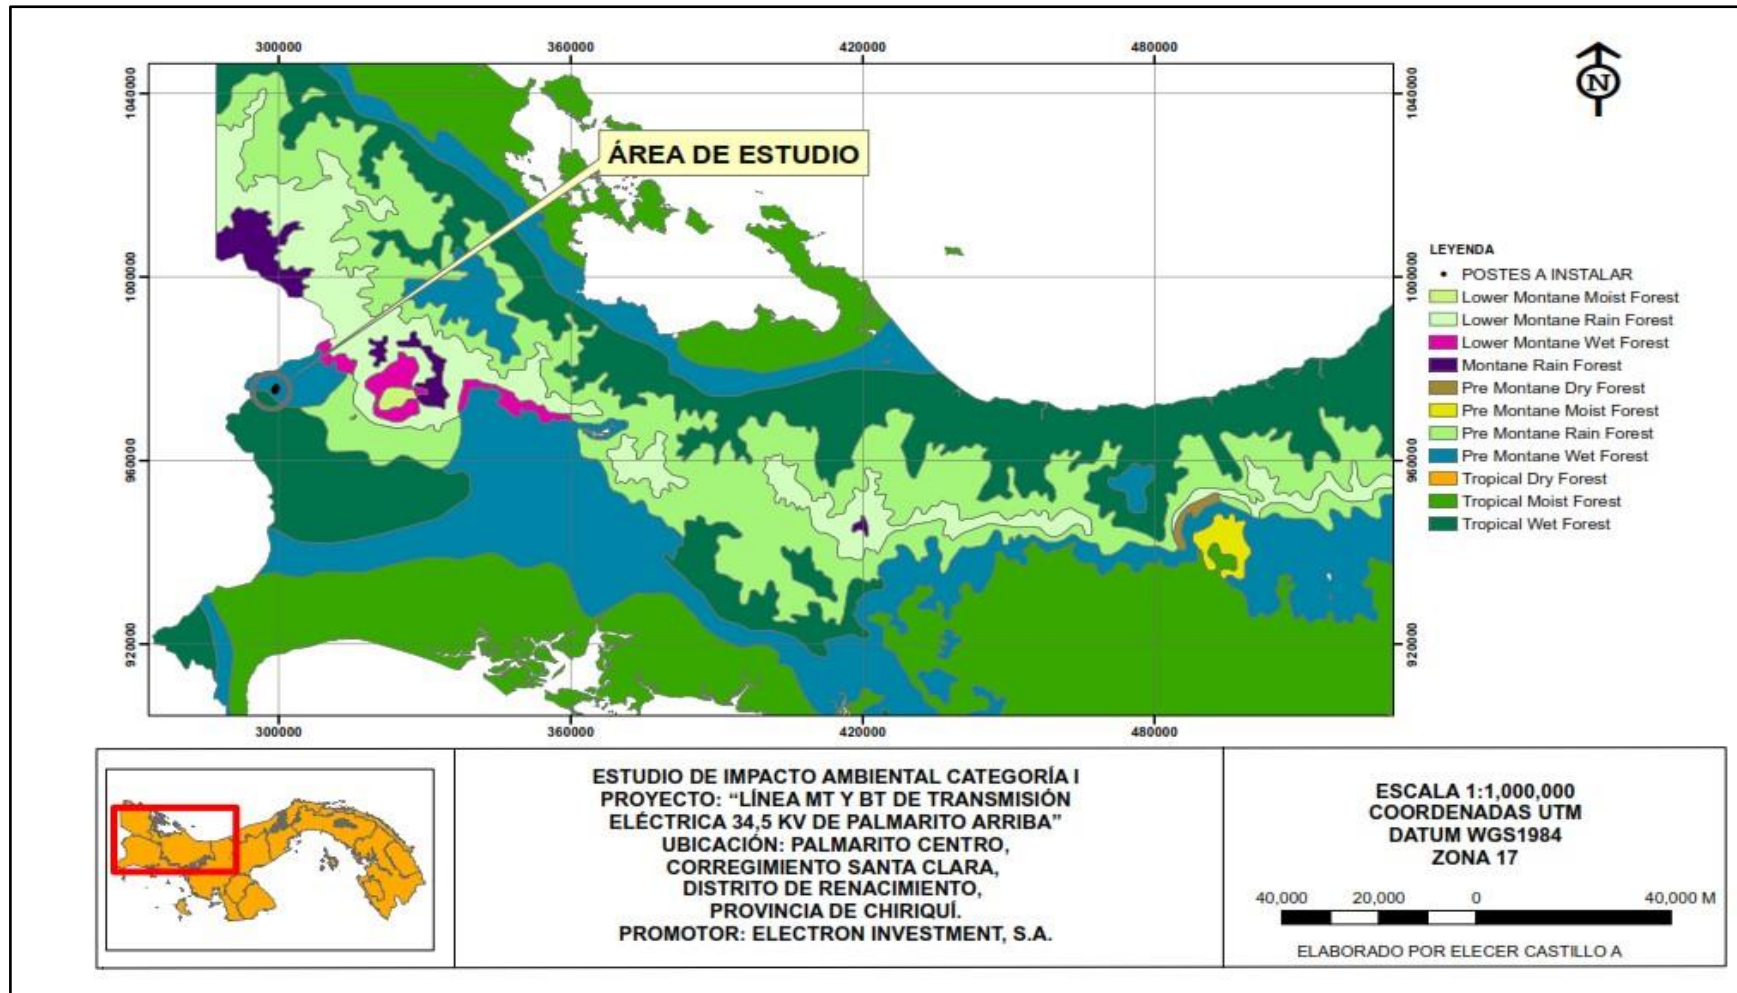 300000 360000 420000 480000
1040000 1040000
ÁREA DE ESTUDIO
N
1000000 1000000
960000 960000
920000 920000
300000 360000 420000 480000
LEYENDA
POSTES A INSTALAR
Lower Montane Moist Forest
Lower Montane Rain Forest
Lower Montane Wet Forest
Montane Rain Forest
Pre Montane Dry Forest
Pre Montane Moist Forest
Pre Montane Rain Forest
Pre Montane Wet Forest
Tropical Dry Forest
Tropical Moist Forest
Tropical Wet Forest
ESTUDIO DE IMPACTO AMBIENTAL CATEGORÍA I
PROYECTO: “LÍNEA MT Y BT DE TRANSMISIÓN
ELÉCTRICA 34,5 KV DE PALMARITO ARRIBA”
UBICACIÓN: PALMARITO CENTRO,
CORREGIMIENTO SANTA CLARA,
DISTRITO DE RENACIMIENTO,
PROVINCIA DE CHIRIQUÍ.
PROMOTOR: ELECTRON INVESTMENT, S.A.
ESCALA 1:1,000,000
COORDENADAS UTM
DATUM WGS1984
ZONA 17
40,000 20,000 0 40,000 M
ELABORADO POR ELECER CASTILLO A